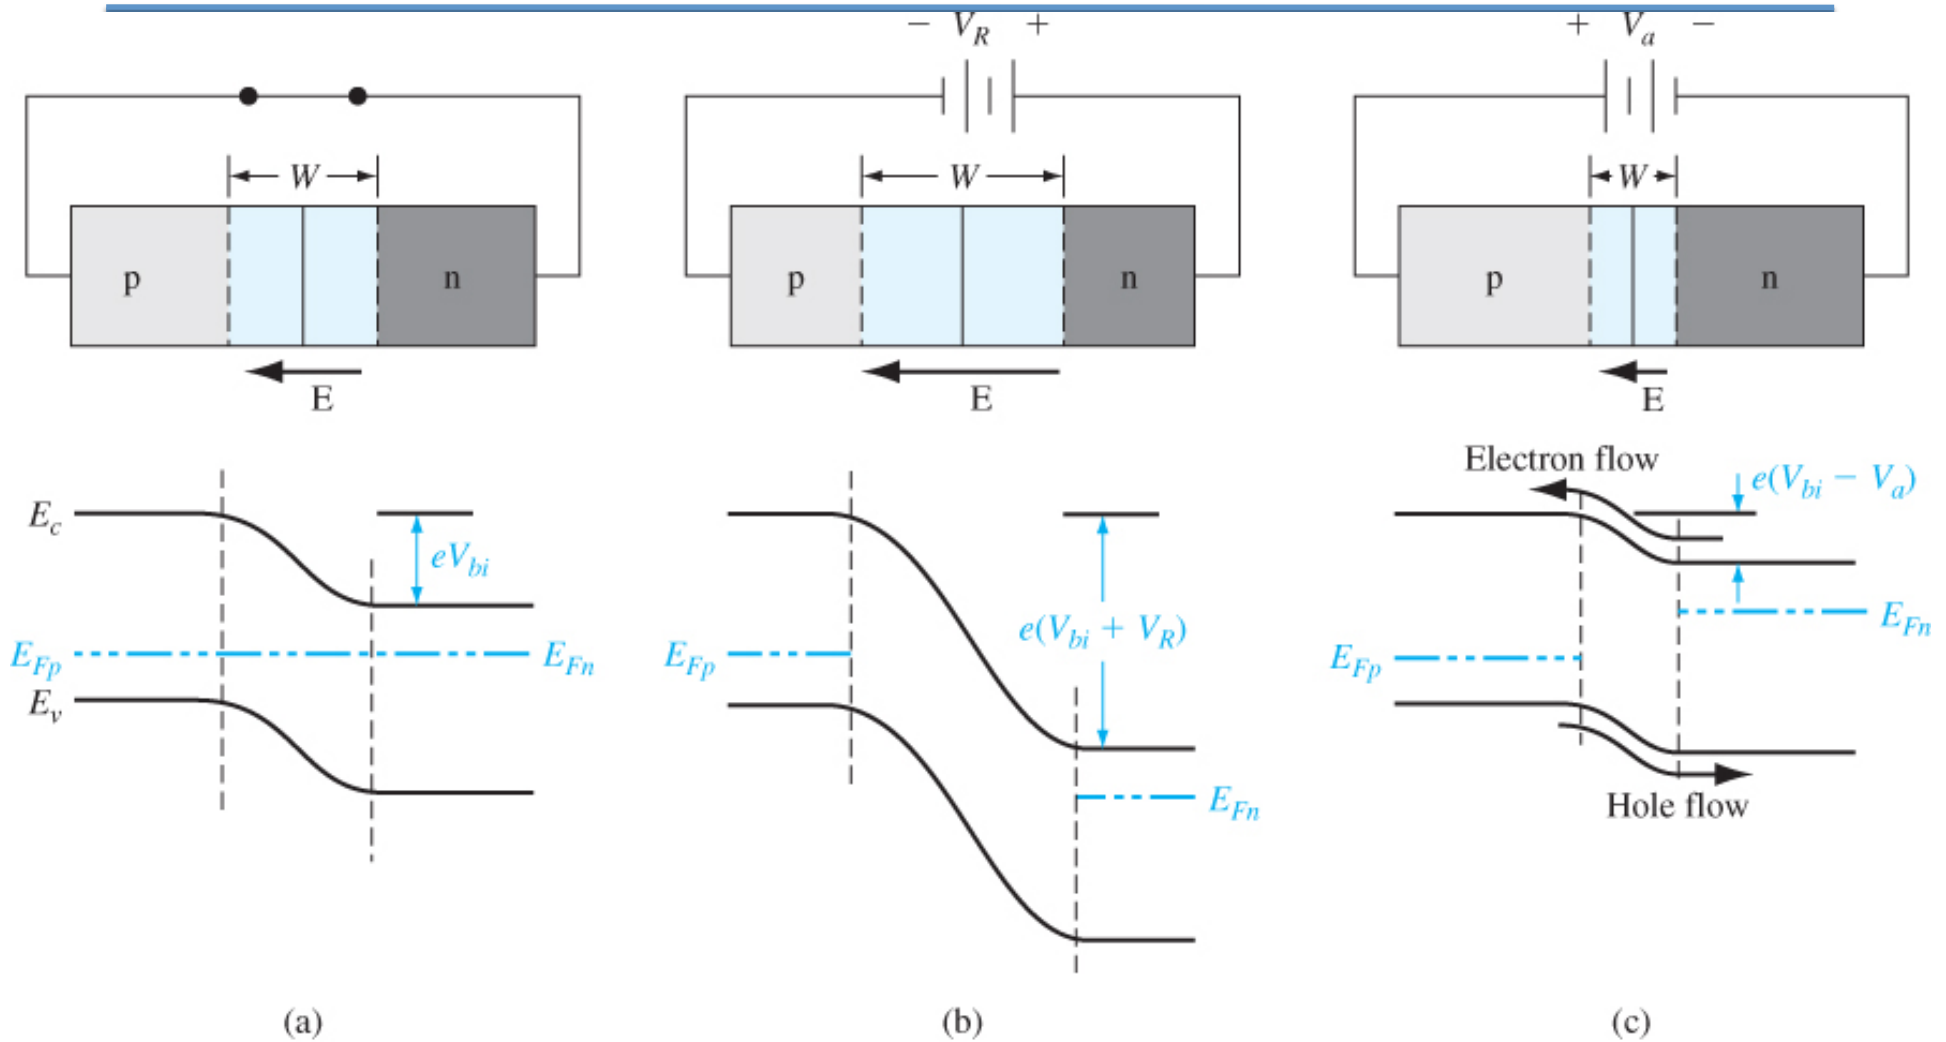 − V_R +
+ V_a −
W
W
W
p
n
p
n
p
n
E
E
E
E_c
eV_bi
E_Fp
E_Fn
E_v
e(V_bi + V_R)
E_Fp
E_Fn
Electron flow
e(V_bi − V_a)
E_Fn
E_Fp
Hole flow
(a)
(b)
(c)